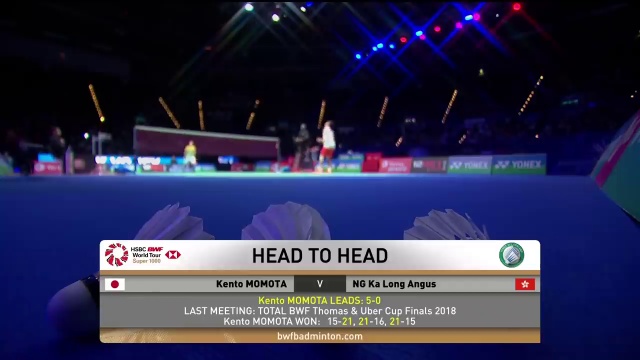 YONEX YONEX
HSBC BWF
World Tour
Super 1000
HEAD TO HEAD
Kento MOMOTA V NG Ka Long Angus
Kento MOMOTA LEADS: 5-0
LAST MEETING: TOTAL BWF Thomas & Uber Cup Finals 2018
Kento MOMOTA WON: 15-21, 21-16, 21-15
bwfbadminton.com